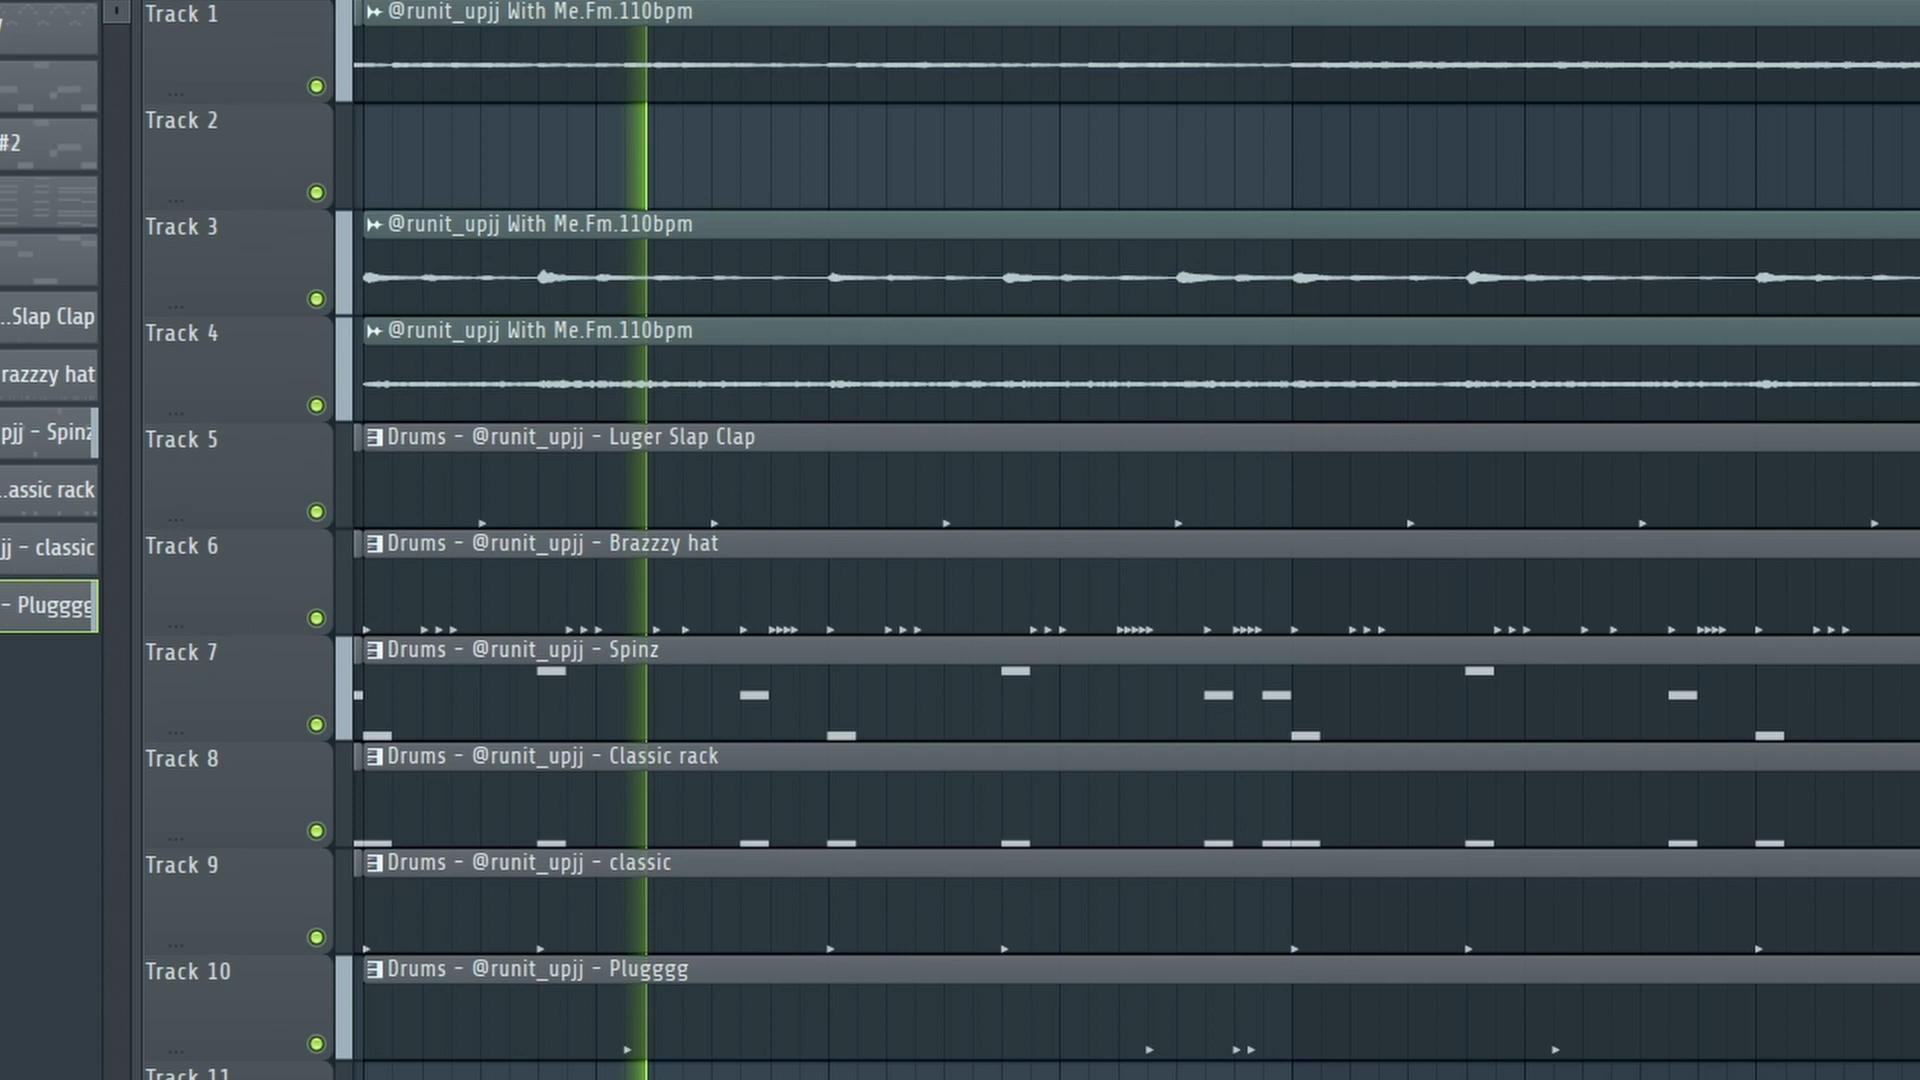 Track 1
@runit_upjj With Me.Fm.110bpm
Track 2
#2
Track 3
@runit_upjj With Me.Fm.110bpm
..Slap Clap
Track 4
@runit_upjj With Me.Fm.110bpm
razzzy hat
Track 5
Drums - @runit_upjj - Luger Slap Clap
pjj - Spinz
..assic rack
Track 6
Drums - @runit_upjj - Brazzzy hat
jj - classic
- Plugggg
Track 7
Drums - @runit_upjj - Spinz
Track 8
Drums - @runit_upjj - Classic rack
Track 9
Drums - @runit_upjj - classic
Track 10
Drums - @runit_upjj - Plugggg
Track 11